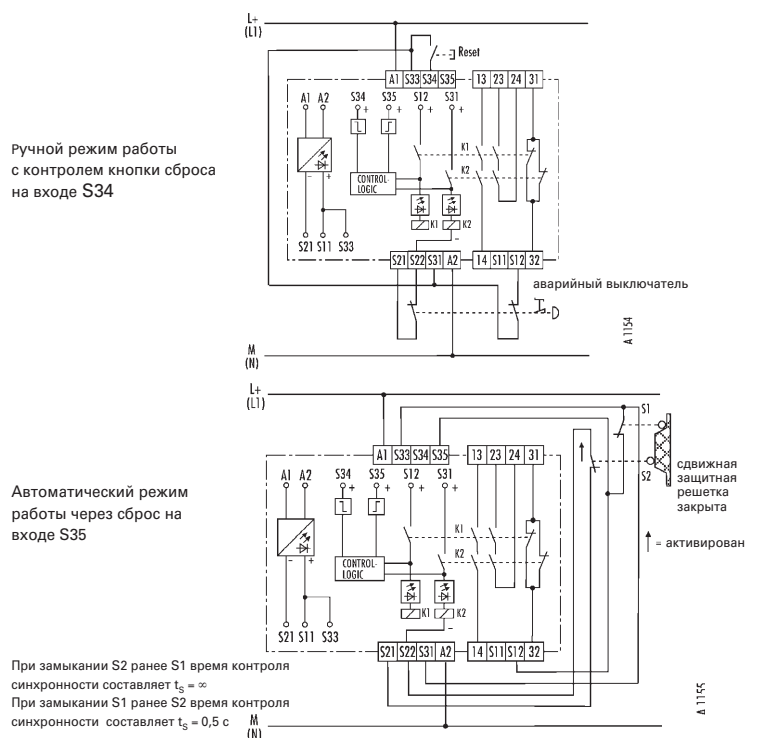 L+
(L1)
Reset
A1 S33 S34 S35 13 23 24 31
A1 A2 S34 S35 S12 S31
+ + + +
K1
K2
Ручной режим работы
с контролем кнопки сброса
на входе S34
CONTROL-
LOGIC
- +
K1 K2
-
S21 S11 S33
S21 S22 S31 A2 14 S11 S12 32
аварийный выключатель
A 1154
M
(N)
L+
(L1)
S1
A1 S33 S34 S35 13 23 24 31
S2
сдвижная
защитная
решетка
закрыта
A1 A2 S34 S35 S12 S31
+ + + +
Автоматический режим
работы через сброс на
входе S35
K1
K2
= активирован
CONTROL-
LOGIC
- +
K1 K2
-
S21 S11 S33
S21 S22 S31 A2 14 S11 S12 32
При замыкании S2 ранее S1 время контроля
синхронности составляет tS = ∞
При замыкании S1 ранее S2 время контроля
синхронности составляет tS = 0,5 с
A 1155
M
(N)